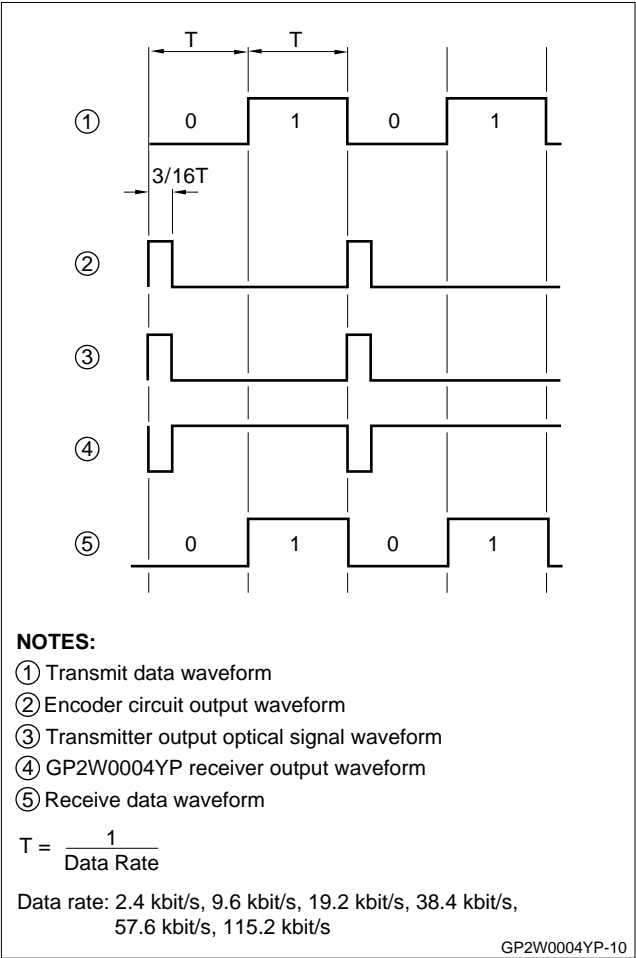 T T
① 0 1 0 1
3/16T
②
③
④
⑤ 0 1 0 1
NOTES:
① Transmit data waveform
② Encoder circuit output waveform
③ Transmitter output optical signal waveform
④ GP2W0004YP receiver output waveform
⑤ Receive data waveform
T = 1
Data Rate
Data rate: 2.4 kbit/s, 9.6 kbit/s, 19.2 kbit/s, 38.4 kbit/s,
57.6 kbit/s, 115.2 kbit/s
GP2W0004YP-10